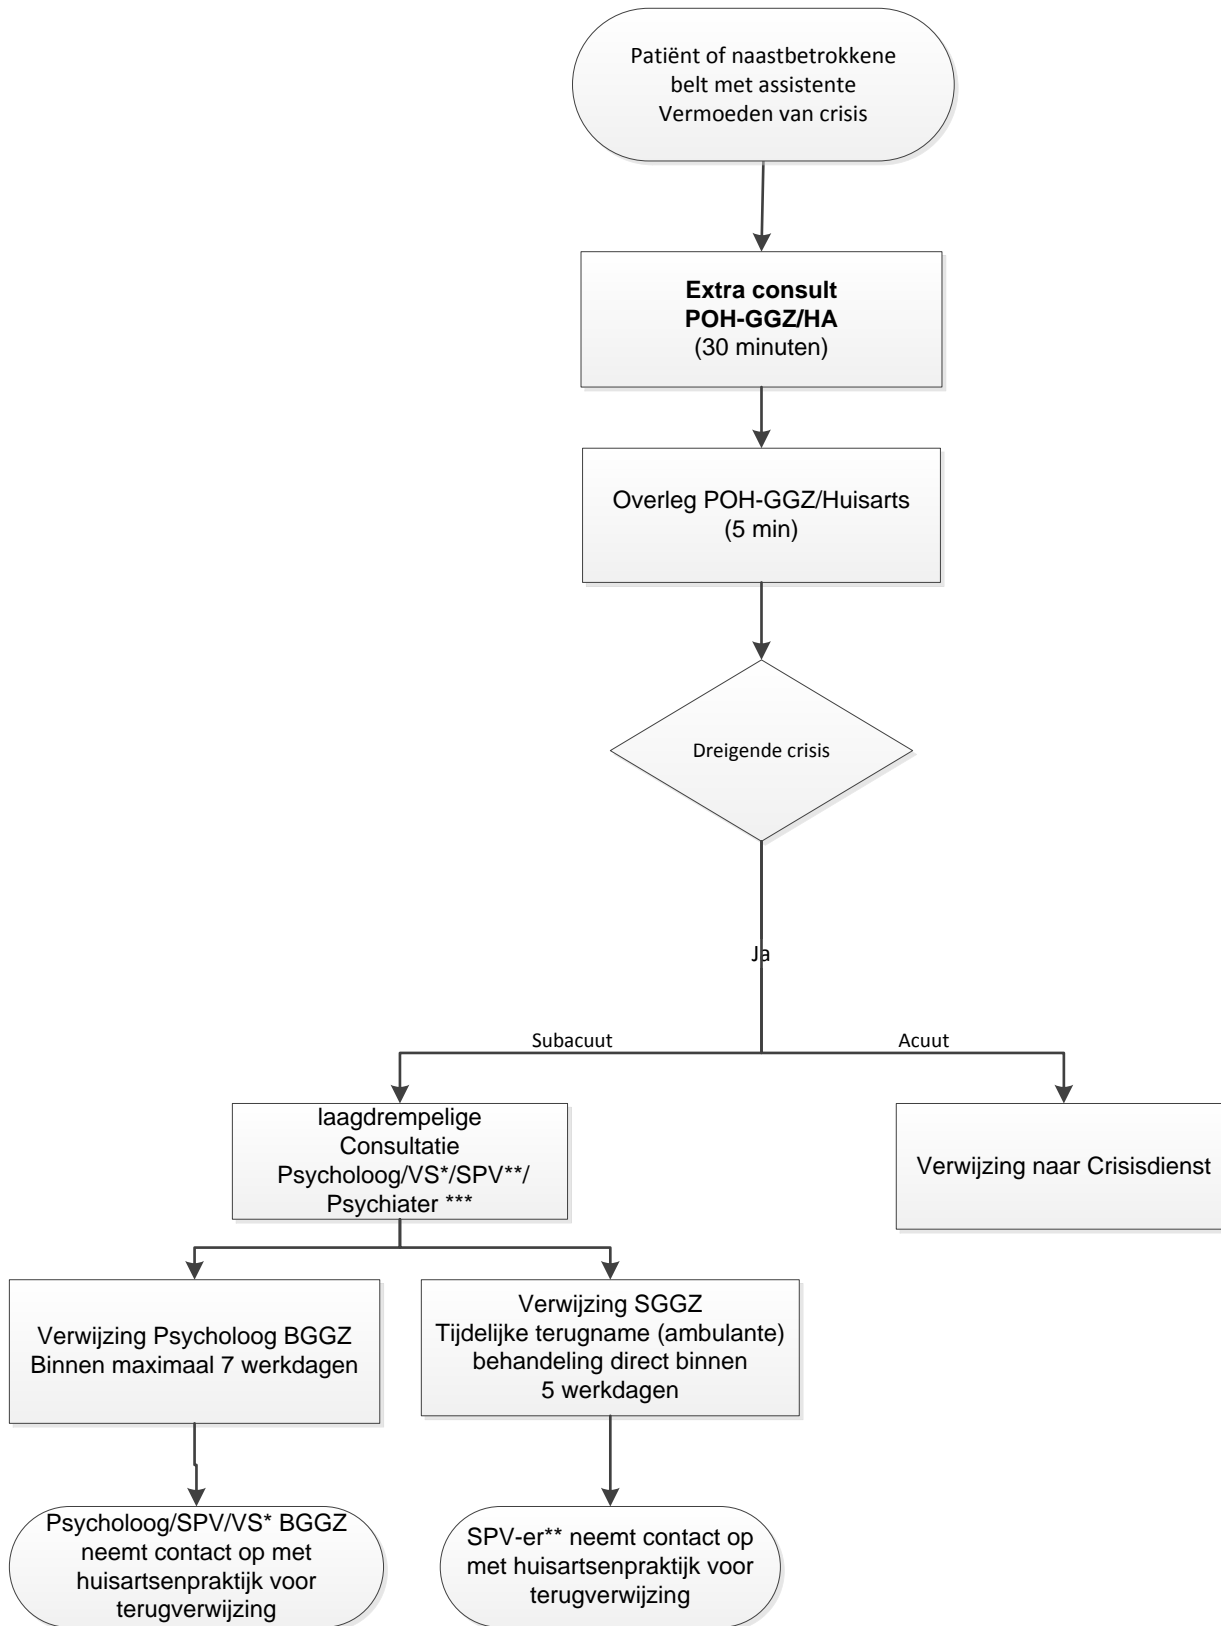 Patiënt of naastbetrokkene
belt met assistente
Vermoeden van crisis
Extra consult
POH-GGZ/HA
(30 minuten)
Overleg POH-GGZ/Huisarts
(5 min)
Dreigende crisis
Ja
Subacuut
Acuut
laagdrempelige
Consultatie
Psycholoog/VS*/SPV**/
Psychiater ***
Verwijzing naar Crisisdienst
Verwijzing Psycholoog BGGZ
Binnen maximaal 7 werkdagen
Verwijzing SGGZ
Tijdelijke terugname (ambulante)
behandeling direct binnen
5 werkdagen
Psycholoog/SPV/VS* BGGZ
neemt contact op met
huisartsenpraktijk voor
terugverwijzing
SPV-er** neemt contact op
met huisartsenpraktijk voor
terugverwijzing